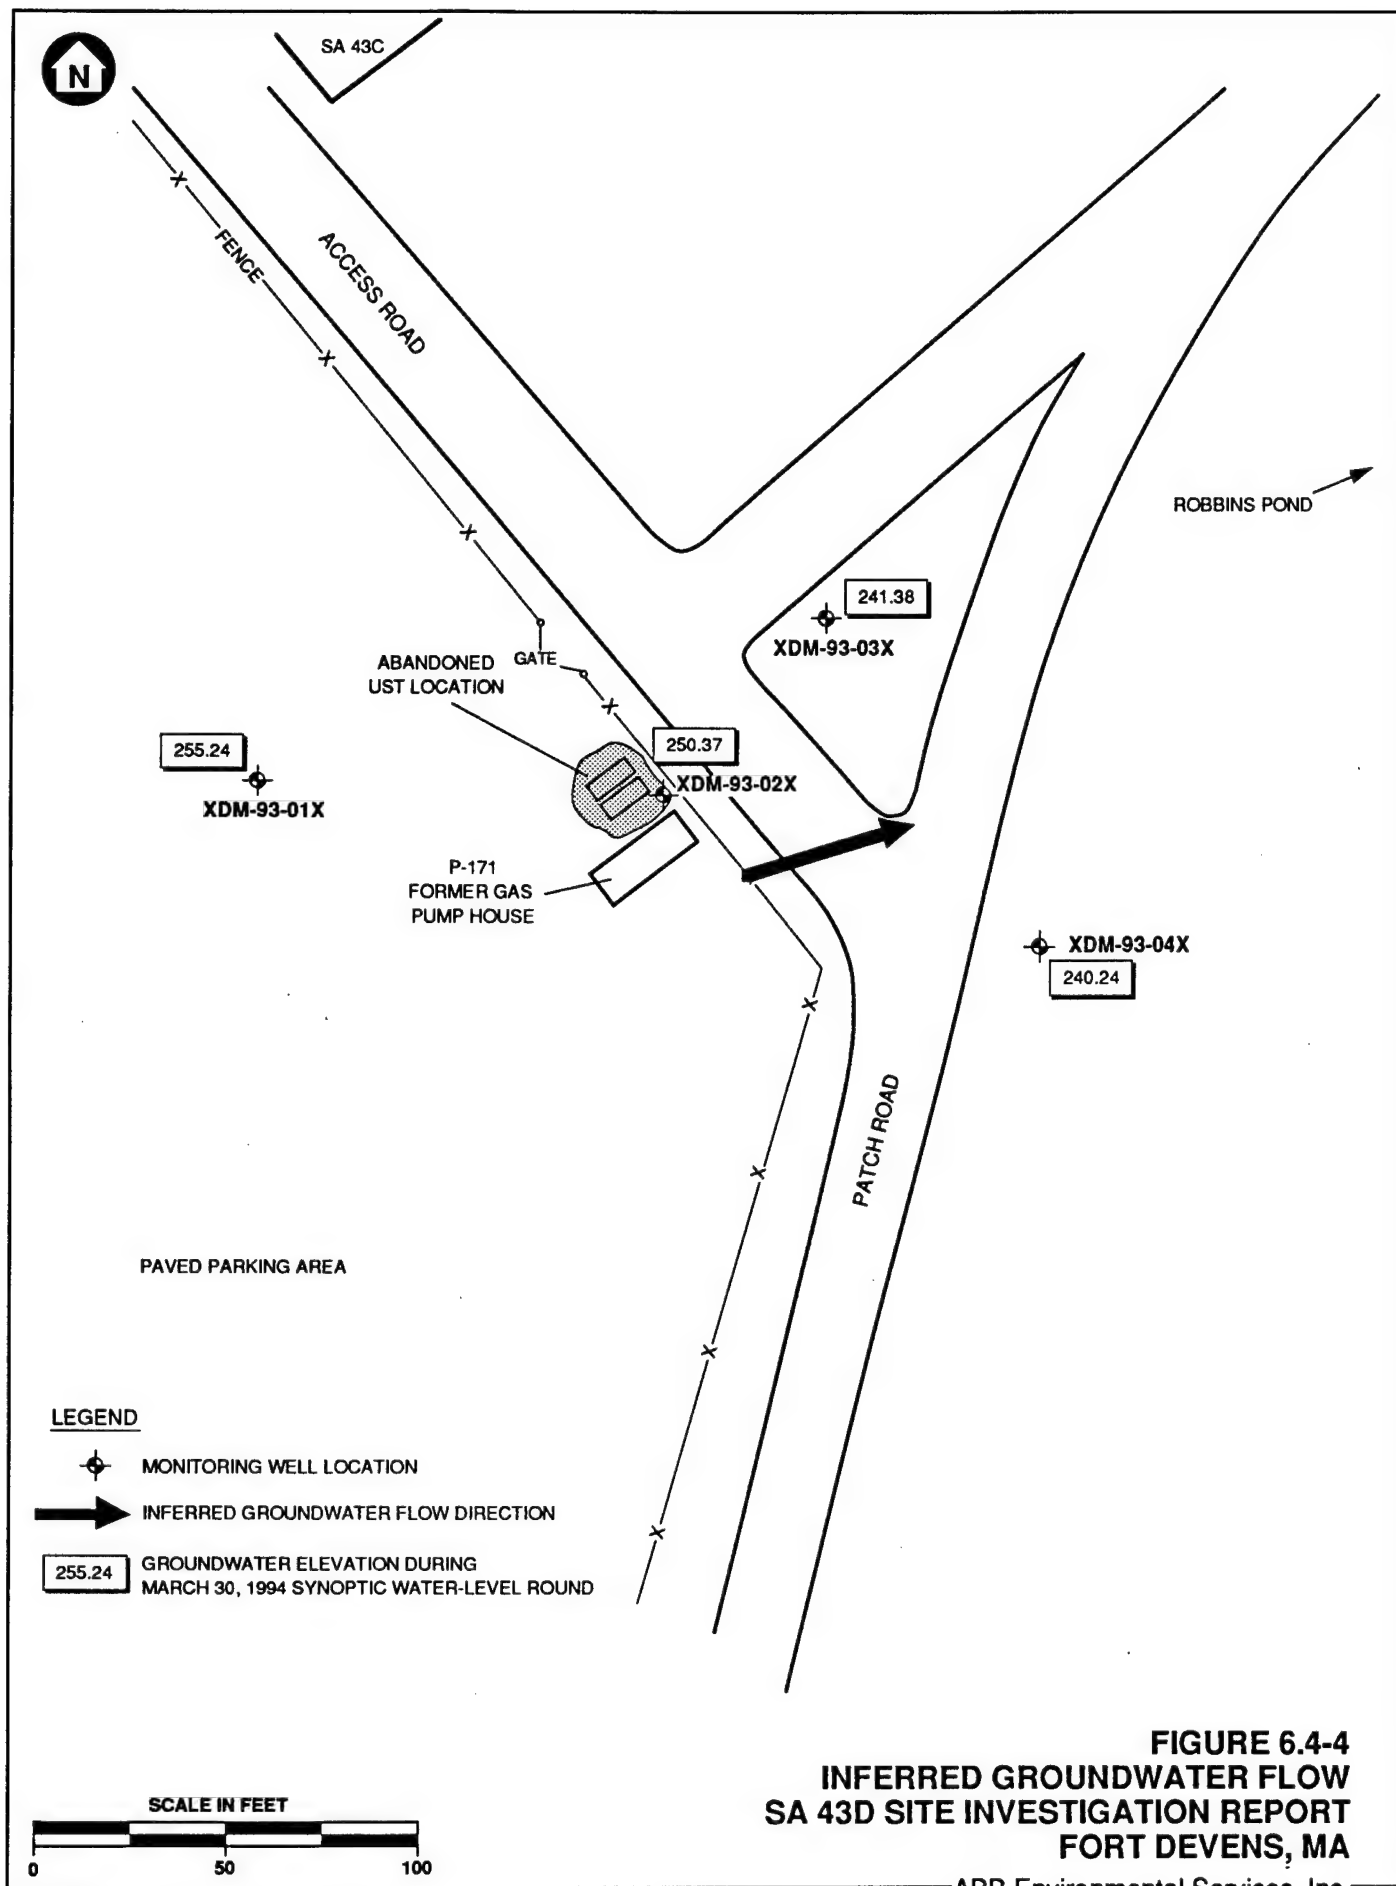 SA 43C
N
FENCE
ACCESS ROAD
ROBBINS POND
241.38
XDM-93-03X
GATE
ABANDONED
UST LOCATION
255.24
250.37
XDM-93-02X
XDM-93-01X
P-171
FORMER GAS
PUMP HOUSE
XDM-93-04X
240.24
PATCH ROAD
PAVED PARKING AREA
LEGEND
MONITORING WELL LOCATION
INFERRED GROUNDWATER FLOW DIRECTION
255.24
GROUNDWATER ELEVATION DURING
MARCH 30, 1994 SYNOPTIC WATER-LEVEL ROUND
FIGURE 6.4-4
INFERRED GROUNDWATER FLOW
SA 43D SITE INVESTIGATION REPORT
FORT DEVENS, MA
SCALE IN FEET
0 50 100
ABB Environmental Services, Inc.